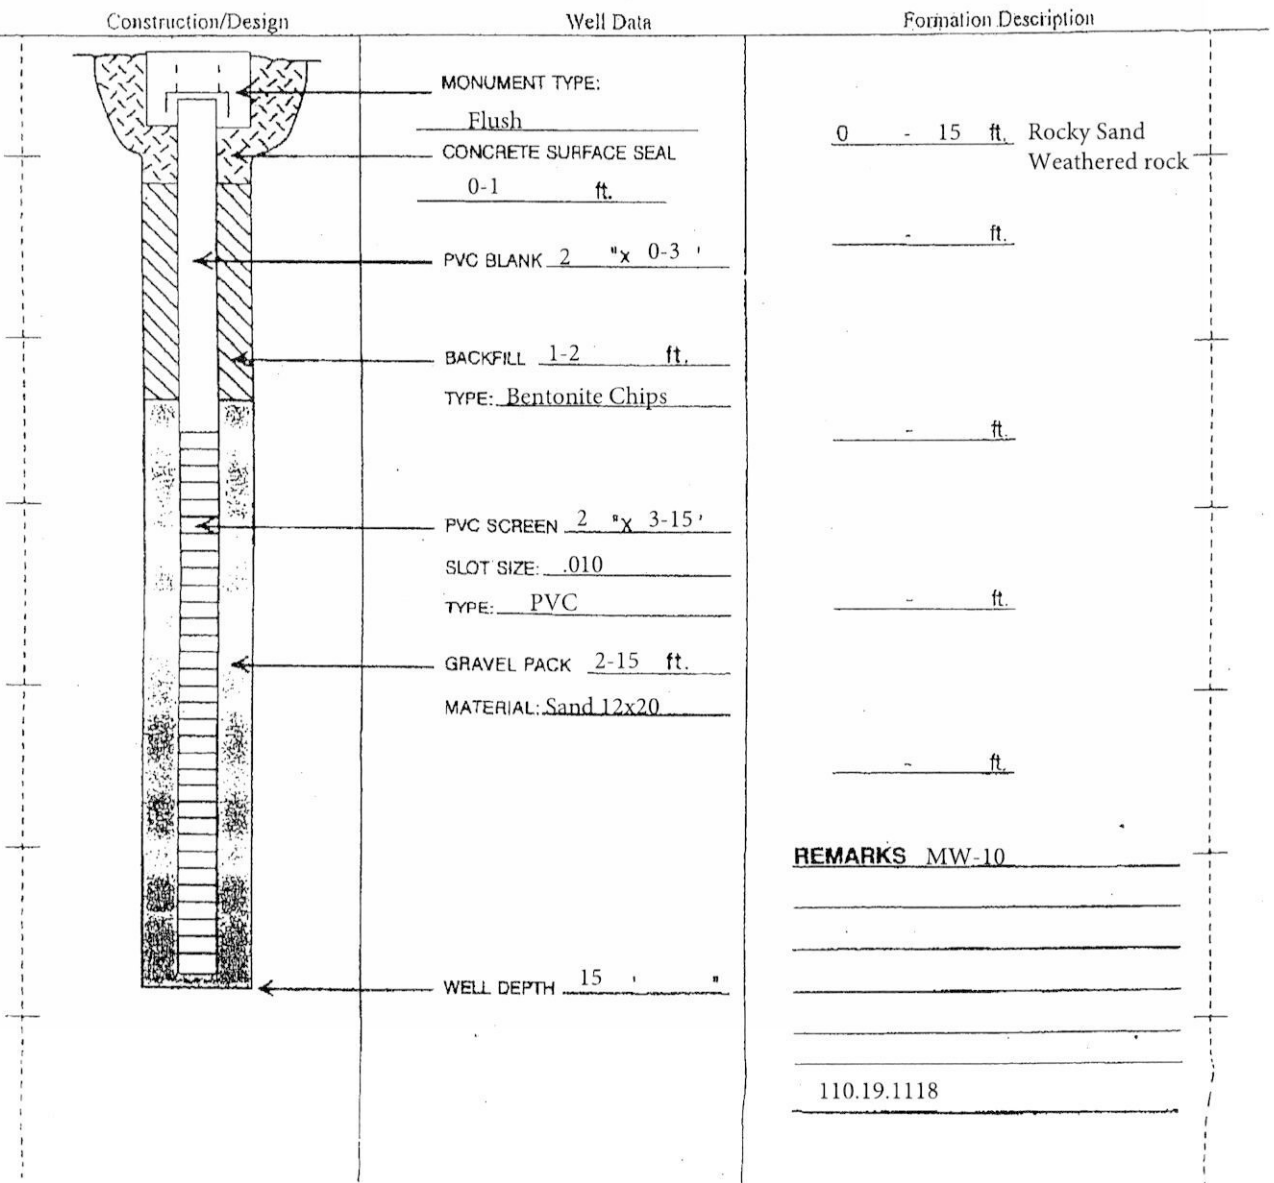 Construction/Design
Well Data
Formation Description
MONUMENT TYPE:
Flush
CONCRETE SURFACE SEAL
0-1 ft.
PVC BLANK 2 "x 0-3 '
BACKFILL 1-2 ft.
TYPE: Bentonite Chips
PVC SCREEN 2 "x 3-15'
SLOT SIZE: .010
TYPE: PVC
GRAVEL PACK 2-15 ft.
MATERIAL: Sand 12x20
WELL DEPTH 15 ' "
0 - 15 ft. Rocky Sand
Weathered rock
- ft.
- ft.
- ft.
- ft.
REMARKS MW-10
110.19.1118